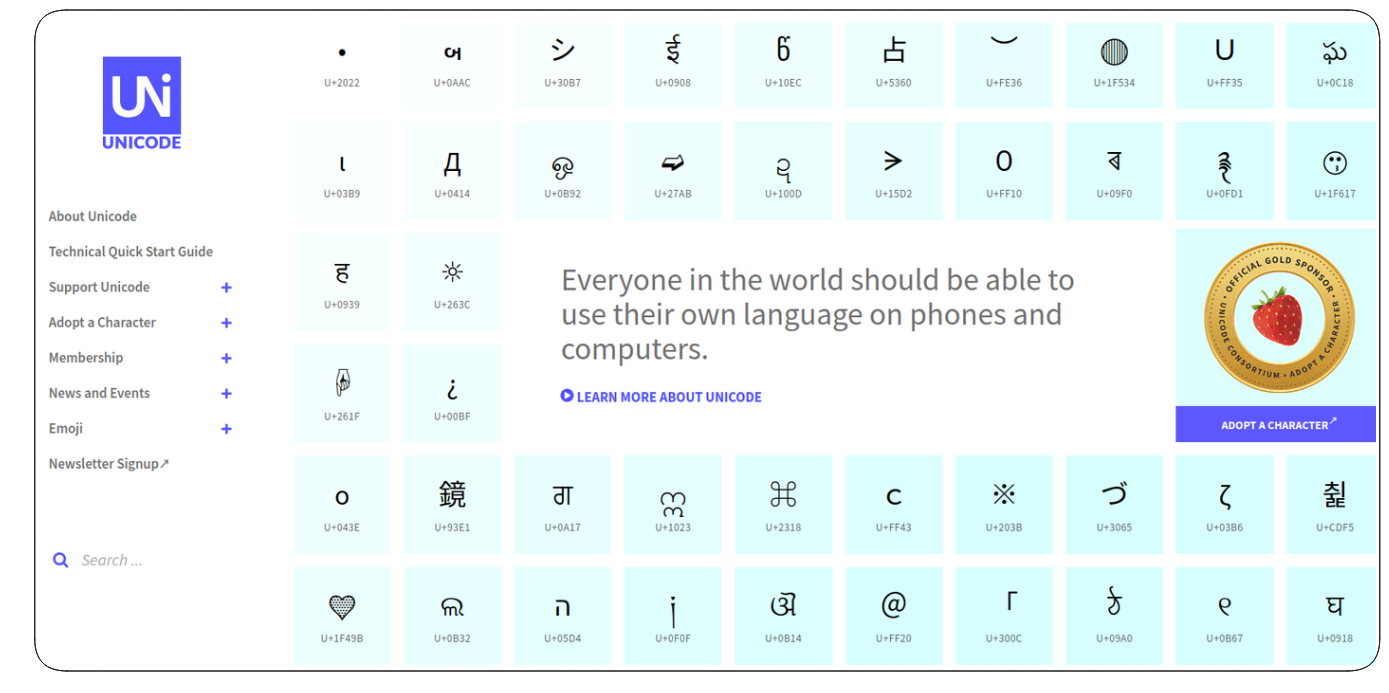 UNi
UNICODE
About Unicode
Technical Quick Start Guide
Support Unicode +
Adopt a Character +
Membership +
News and Events +
Emoji +
Newsletter Signup↗
Search ...
• બ シ ई წ 占 ︶ 🔴 U ఘ
U+2022 U+0AAC U+30B7 U+0908 U+10EC U+5360 U+FE36 U+1F534 U+FF35 U+0C18
ι Д ஒ ➫ ဍ ᗒ 0 ৰ ࿑ 😗
U+03B9 U+0414 U+0B92 U+27AB U+100D U+15D2 U+FF10 U+09F0 U+0FD1 U+1F617
ह ☼
U+0939 U+263C
☟ ¿
U+261F U+00BF
Everyone in the world should be able to
use their own language on phones and
computers.
LEARN MORE ABOUT UNICODE
• OFFICIAL GOLD SPONSOR •
UNICODE CONSORTIUM • ADOPT A CHARACTER
ADOPT A CHARACTER↗
о 鏡 ਗ ဣ ⌘ c ※ づ ζ 췵
U+043E U+93E1 U+0A17 U+1023 U+2318 U+FF43 U+203B U+3065 U+03B6 U+CDF5
💛 ଲ ה ༏ ଔ @ 「 ঠ ୧ घ
U+1F49B U+0B32 U+05D4 U+0F0F U+0B14 U+FF20 U+300C U+09A0 U+0B67 U+0918